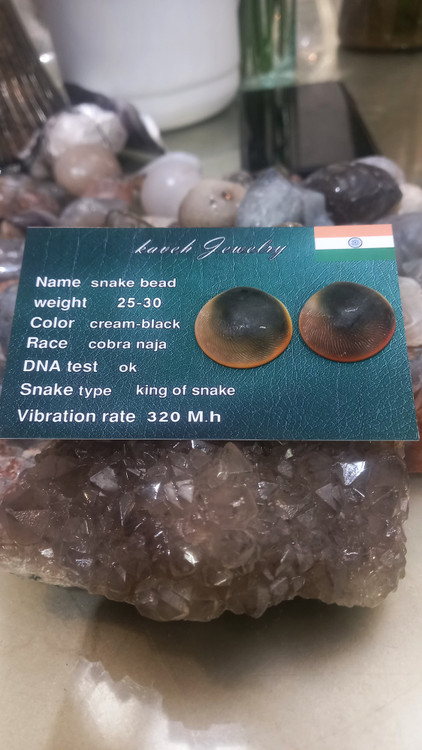 kaveh Jewelry
Name snake bead
weight 25-30
Color cream-black
Race cobra naja
DNA test ok
Snake type king of snake
Vibration rate 320 M.h